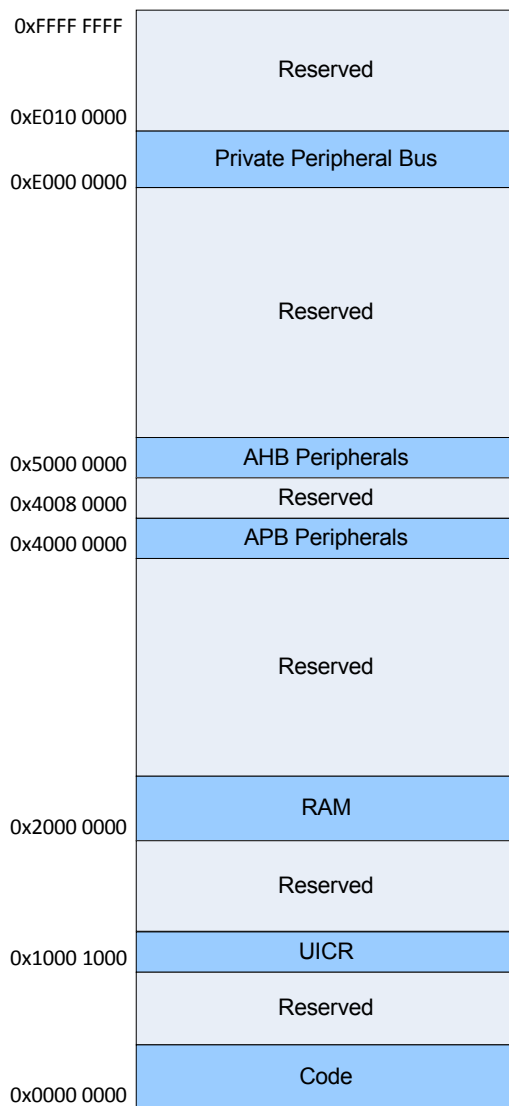 0xFFFF FFFF
Reserved
0xE010 0000
Private Peripheral Bus
0xE000 0000
Reserved
AHB Peripherals
0x5000 0000
Reserved
0x4008 0000
APB Peripherals
0x4000 0000
Reserved
RAM
0x2000 0000
Reserved
UICR
0x1000 1000
Reserved
Code
0x0000 0000